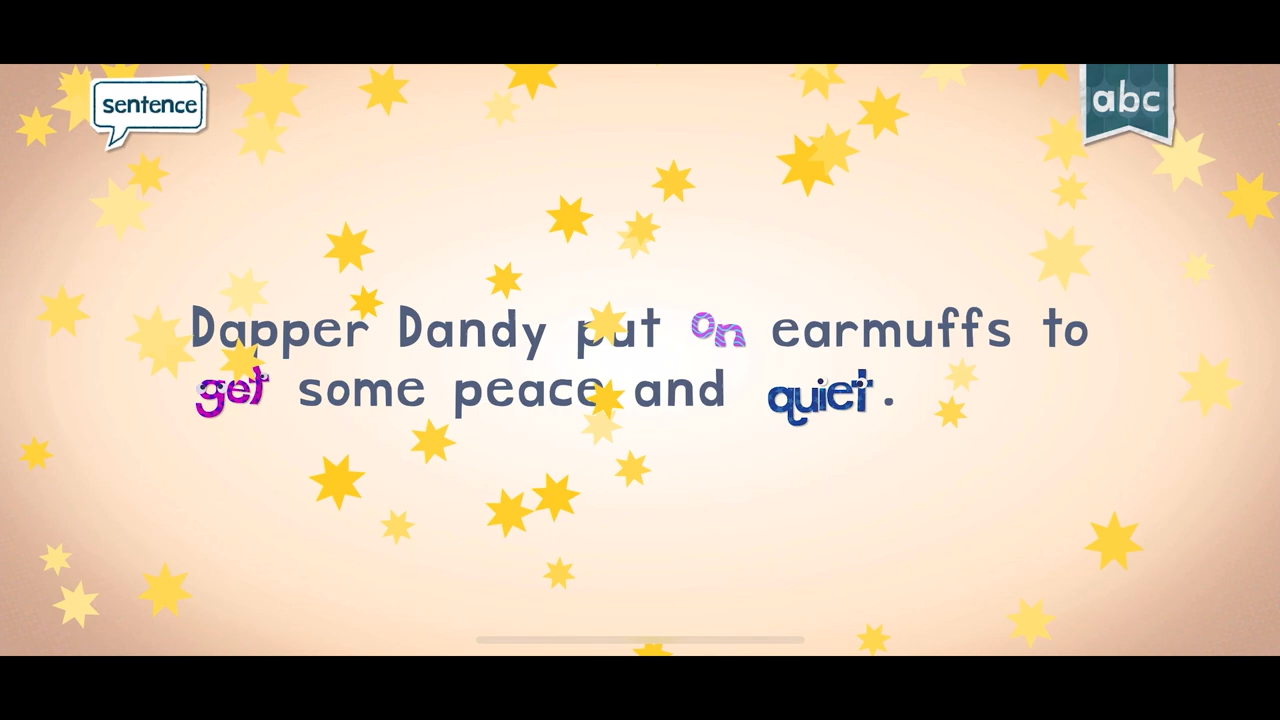 sentence
abc
Dapper Dandy put on earmuffs to
get some peace and quiet.